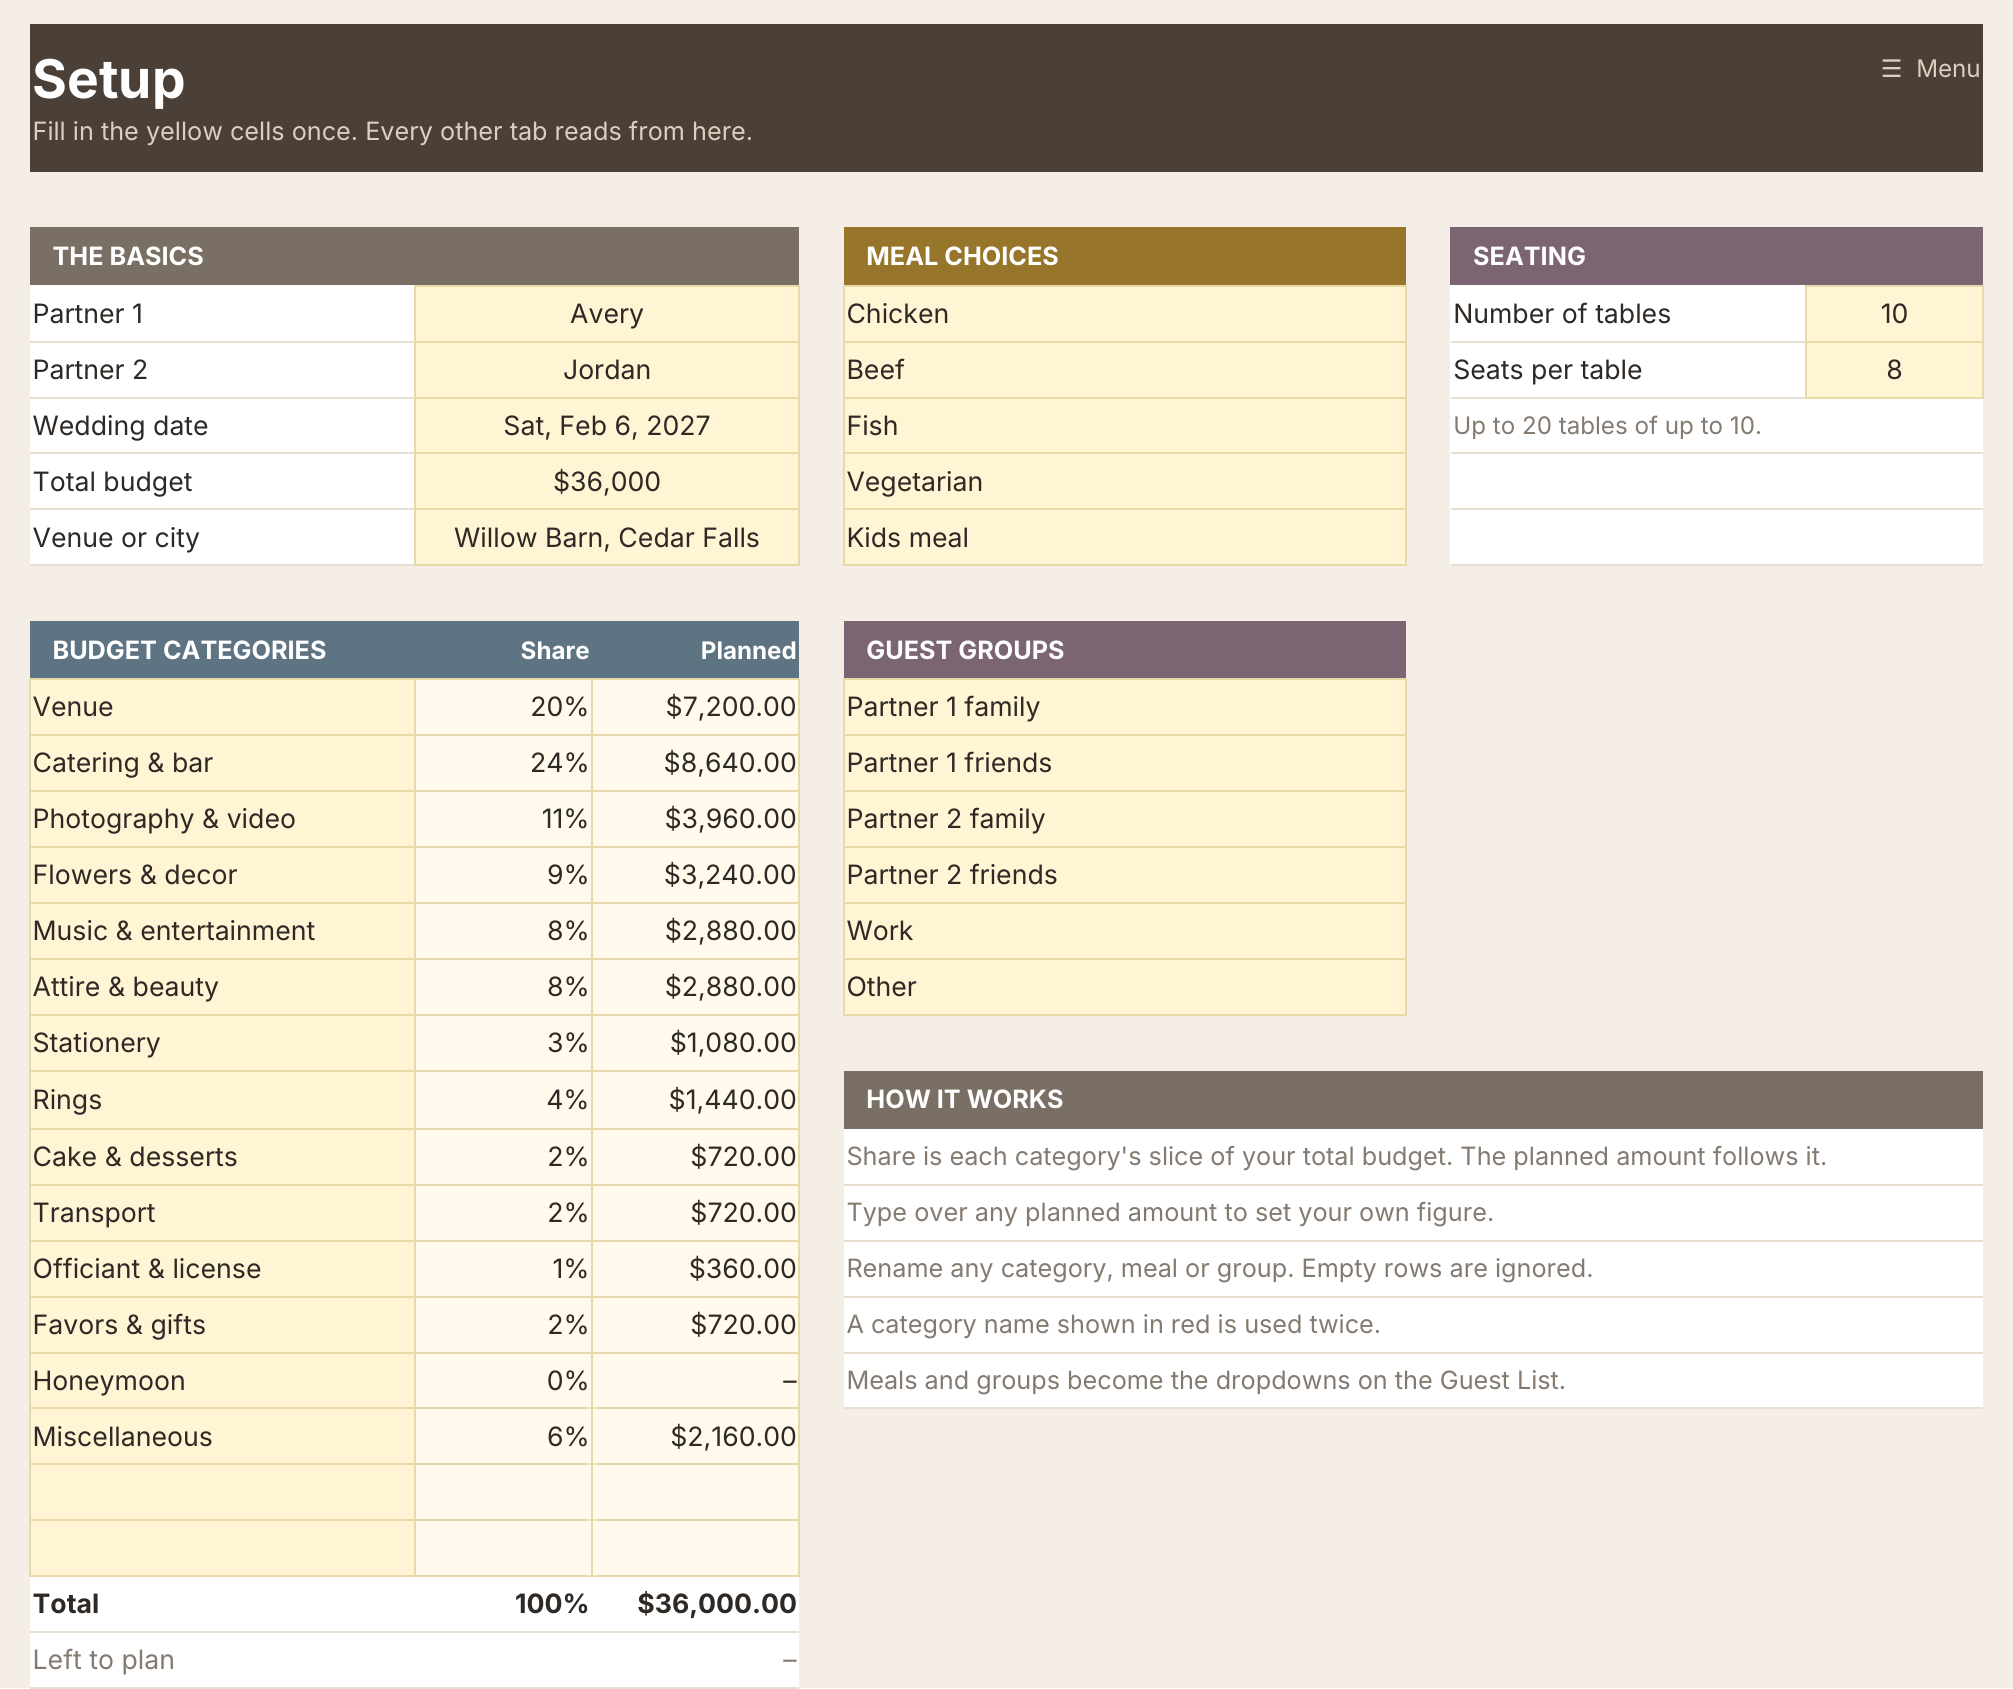 Setup
☰ Menu
Fill in the yellow cells once. Every other tab reads from here.
THE BASICS
Partner 1 Avery
Partner 2 Jordan
Wedding date Sat, Feb 6, 2027
Total budget $36,000
Venue or city Willow Barn, Cedar Falls
MEAL CHOICES
Chicken
Beef
Fish
Vegetarian
Kids meal
SEATING
Number of tables 10
Seats per table 8
Up to 20 tables of up to 10.
BUDGET CATEGORIES Share Planned
Venue 20% $7,200.00
Catering & bar 24% $8,640.00
Photography & video 11% $3,960.00
Flowers & decor 9% $3,240.00
Music & entertainment 8% $2,880.00
Attire & beauty 8% $2,880.00
Stationery 3% $1,080.00
Rings 4% $1,440.00
Cake & desserts 2% $720.00
Transport 2% $720.00
Officiant & license 1% $360.00
Favors & gifts 2% $720.00
Honeymoon 0% –
Miscellaneous 6% $2,160.00
Total 100% $36,000.00
Left to plan –
GUEST GROUPS
Partner 1 family
Partner 1 friends
Partner 2 family
Partner 2 friends
Work
Other
HOW IT WORKS
Share is each category's slice of your total budget. The planned amount follows it.
Type over any planned amount to set your own figure.
Rename any category, meal or group. Empty rows are ignored.
A category name shown in red is used twice.
Meals and groups become the dropdowns on the Guest List.